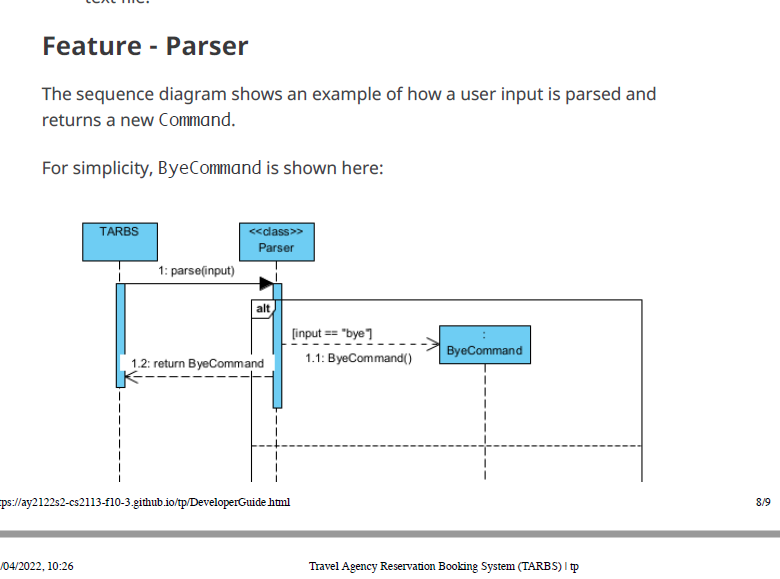 text file.
Feature - Parser
The sequence diagram shows an example of how a user input is parsed and
returns a new Command.
For simplicity, ByeCommand is shown here:
TARBS
<<class>>
Parser
1: parse(input)
alt
[input == "bye"]
:
ByeCommand
1.1: ByeCommand()
1.2: return ByeCommand
ps://ay2122s2-cs2113-f10-3.github.io/tp/DeveloperGuide.html
8/9
/04/2022, 10:26
Travel Agency Reservation Booking System (TARBS) | tp